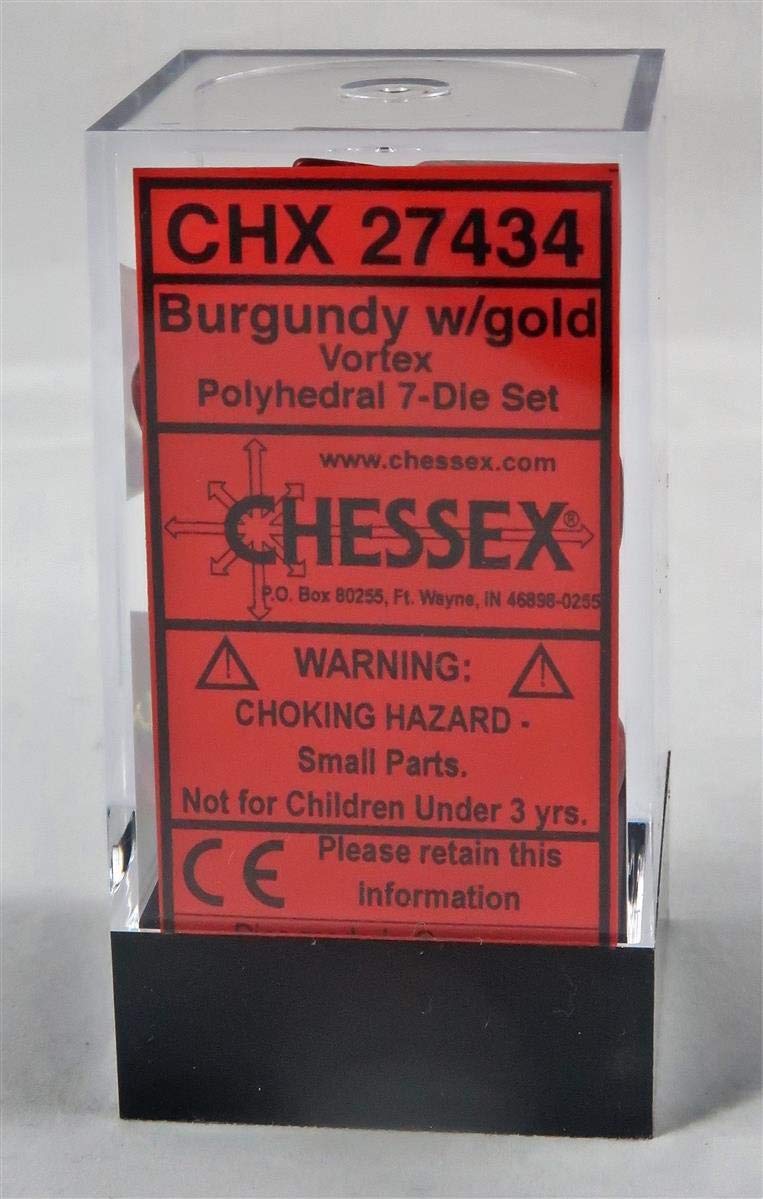 CHX 27434
Burgundy w/gold
Vortex
Polyhedral 7-Die Set
www.chessex.com
CHESSEX®
P.O. Box 80255, Ft. Wayne, IN 46898-0255
WARNING:
CHOKING HAZARD -
Small Parts.
Not for Children Under 3 yrs.
CE Please retain this
information